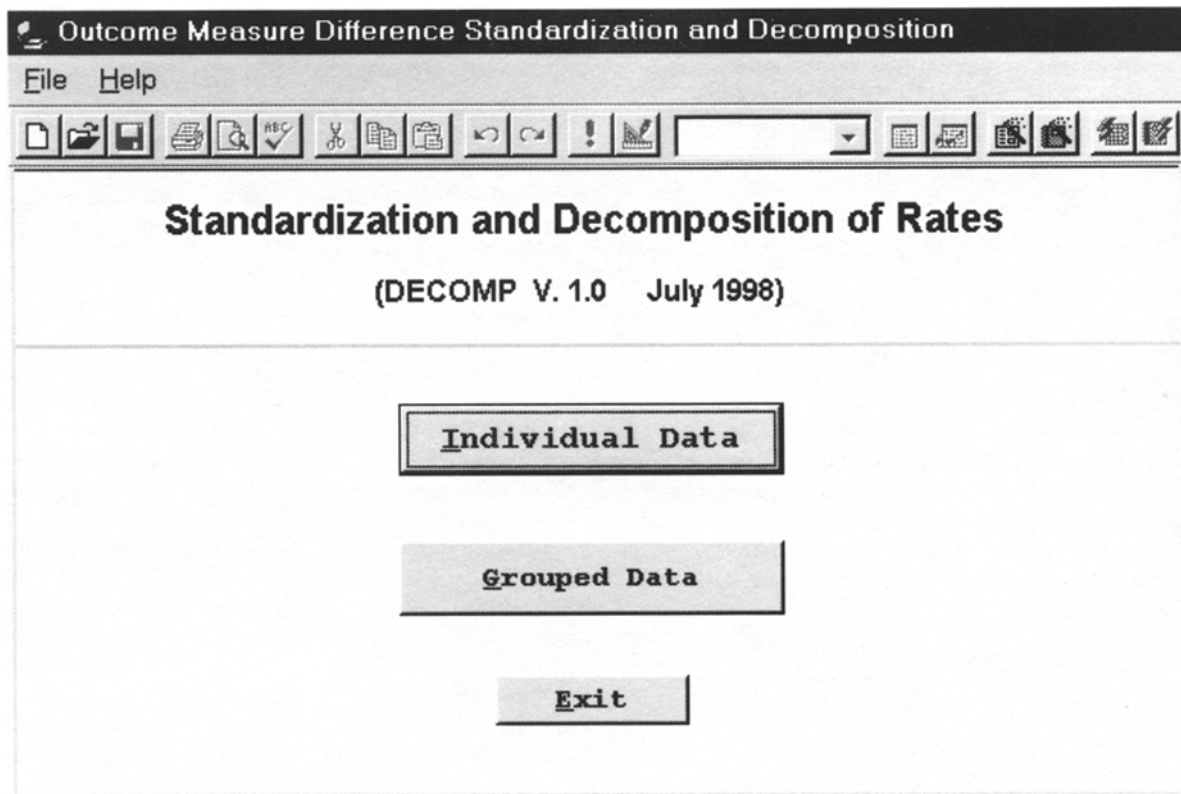 Outcome Measure Difference Standardization and Decomposition
File Help
ABC
Standardization and Decomposition of Rates
(DECOMP V. 1.0 July 1998)
Individual Data
Grouped Data
Exit